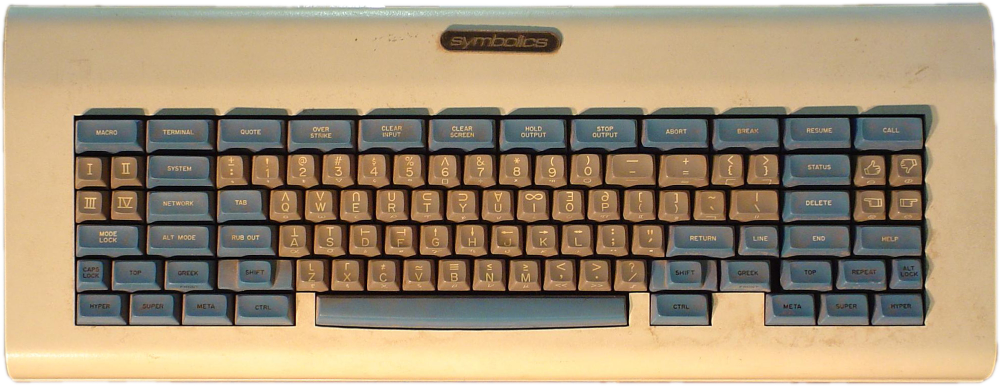 symbolics
MACRO TERMINAL QUOTE OVER STRIKE CLEAR INPUT CLEAR SCREEN HOLD OUTPUT STOP OUTPUT ABORT BREAK RESUME CALL
I II SYSTEM ± : ! 1 @ 2 # 3 $ 4 % 5 ∧ 6 & 7 * 8 ( 9 ) 0 — - + = < { > } STATUS
III IV NETWORK TAB ∧ Q ∨ W ∩ E ∪ R ⊂ T ⊃ Y ∀ U ∞ I ∃ O ∂ P [ ( ] ) ~ ` | \ DELETE
MODE LOCK ALT MODE RUB OUT ⊥ A ⊤ S ⊢ D ⊣ F ↑ G ↓ H ← J → K ↔ L : ; " ' RETURN LINE END HELP
CAPS LOCK TOP GREEK FRONT SHIFT ⌊ Z ⌈ X ≠ C ≃ V ≡ B ≤ N ≥ M < , > . ? / SHIFT GREEK FRONT TOP REPEAT ALT LOCK
HYPER SUPER META CTRL CTRL META SUPER HYPER